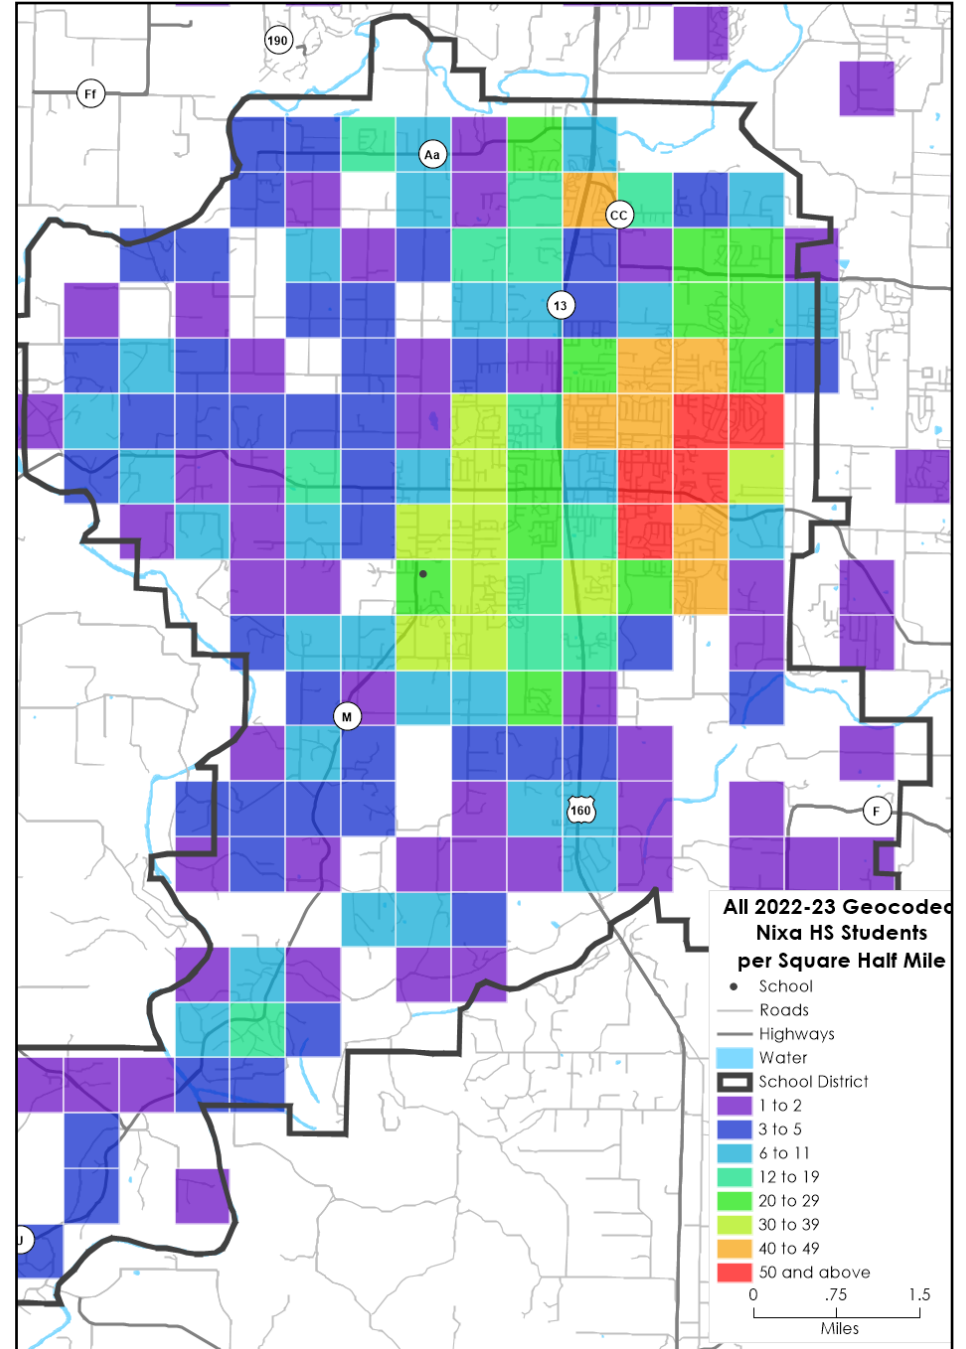 190
Ff
Aa
CC
13
M
160
F
J
All 2022-23 Geocoded
Nixa HS Students
per Square Half Mile
School
Roads
Highways
Water
School District
1 to 2
3 to 5
6 to 11
12 to 19
20 to 29
30 to 39
40 to 49
50 and above
0 .75 1.5
Miles